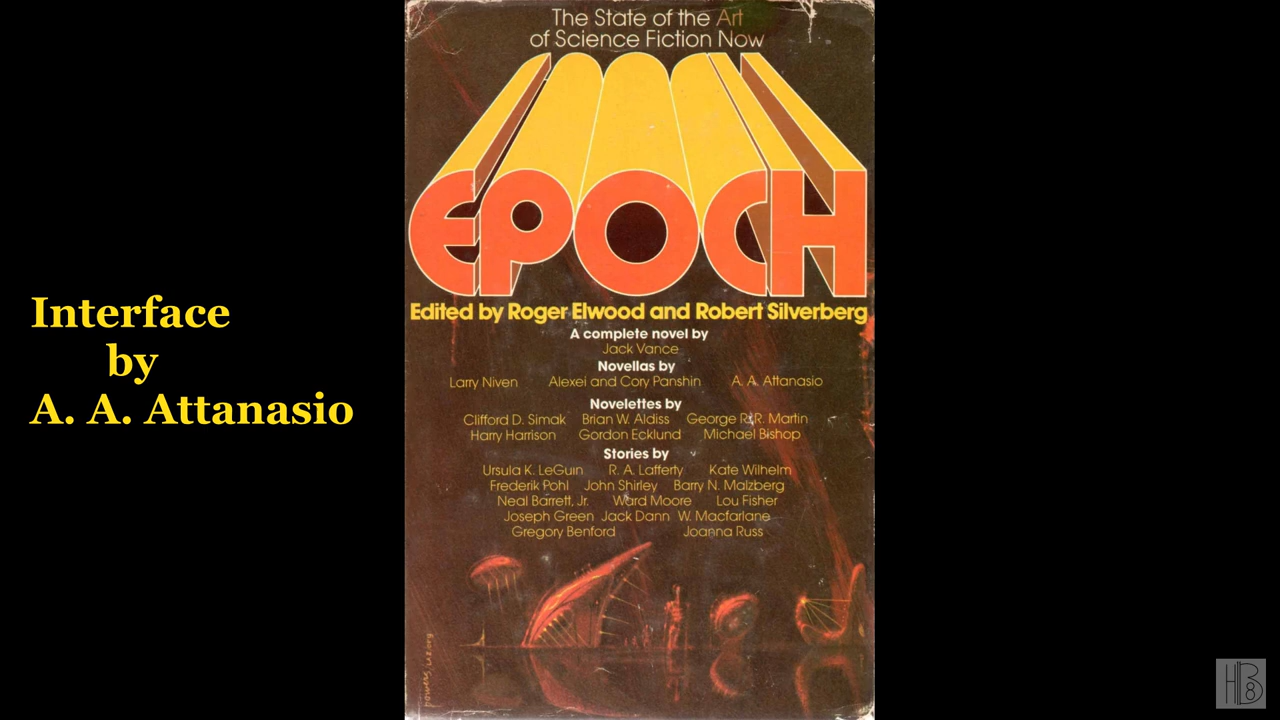 Interface
by
A. A. Attanasio
The State of the Art
of Science Fiction Now
EPOCH
Edited by Roger Elwood and Robert Silverberg
A complete novel by
Jack Vance
Novellas by
Larry Niven Alexei and Cory Panshin A. A. Attanasio
Novelettes by
Clifford D. Simak Brian W. Aldiss George R. R. Martin
Harry Harrison Gordon Ecklund Michael Bishop
Stories by
Ursula K. LeGuin R. A. Lafferty Kate Wilhelm
Frederik Pohl John Shirley Barry N. Malzberg
Neal Barrett, Jr. Ward Moore Lou Fisher
Joseph Green Jack Dann W. Macfarlane
Gregory Benford Joanna Russ